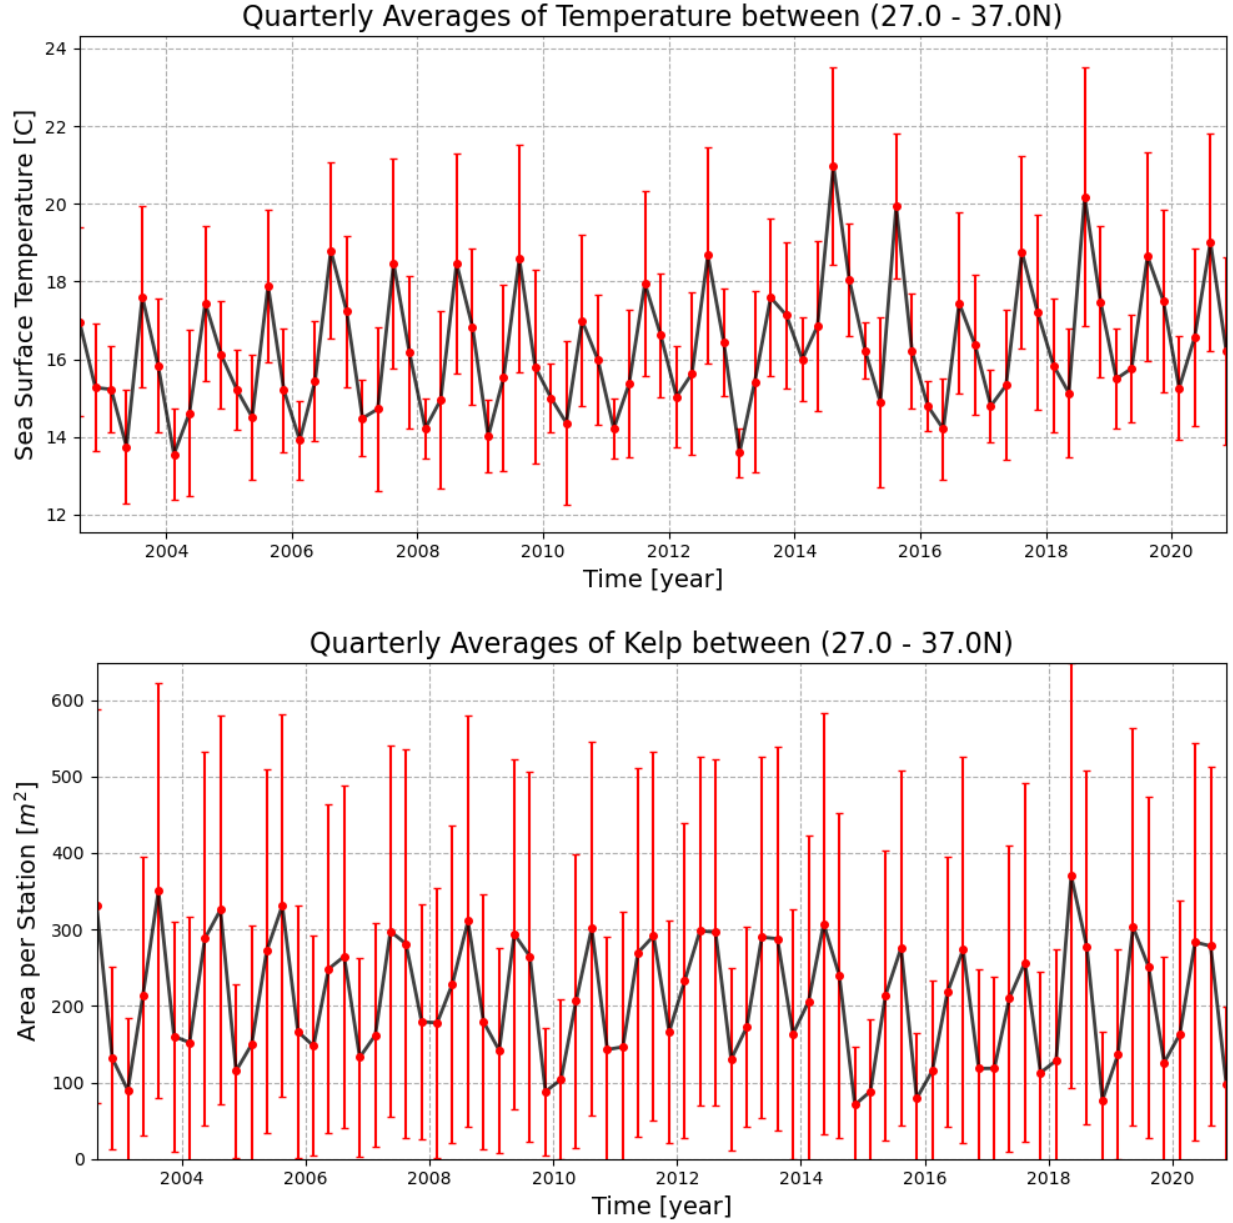 Quarterly Averages of Temperature between (27.0 - 37.0N)
Sea Surface Temperature [C]
24
22
20
18
16
14
12
2004 2006 2008 2010 2012 2014 2016 2018 2020
Time [year]
Quarterly Averages of Kelp between (27.0 - 37.0N)
Area per Station [m²]
600
500
400
300
200
100
0
2004 2006 2008 2010 2012 2014 2016 2018 2020
Time [year]